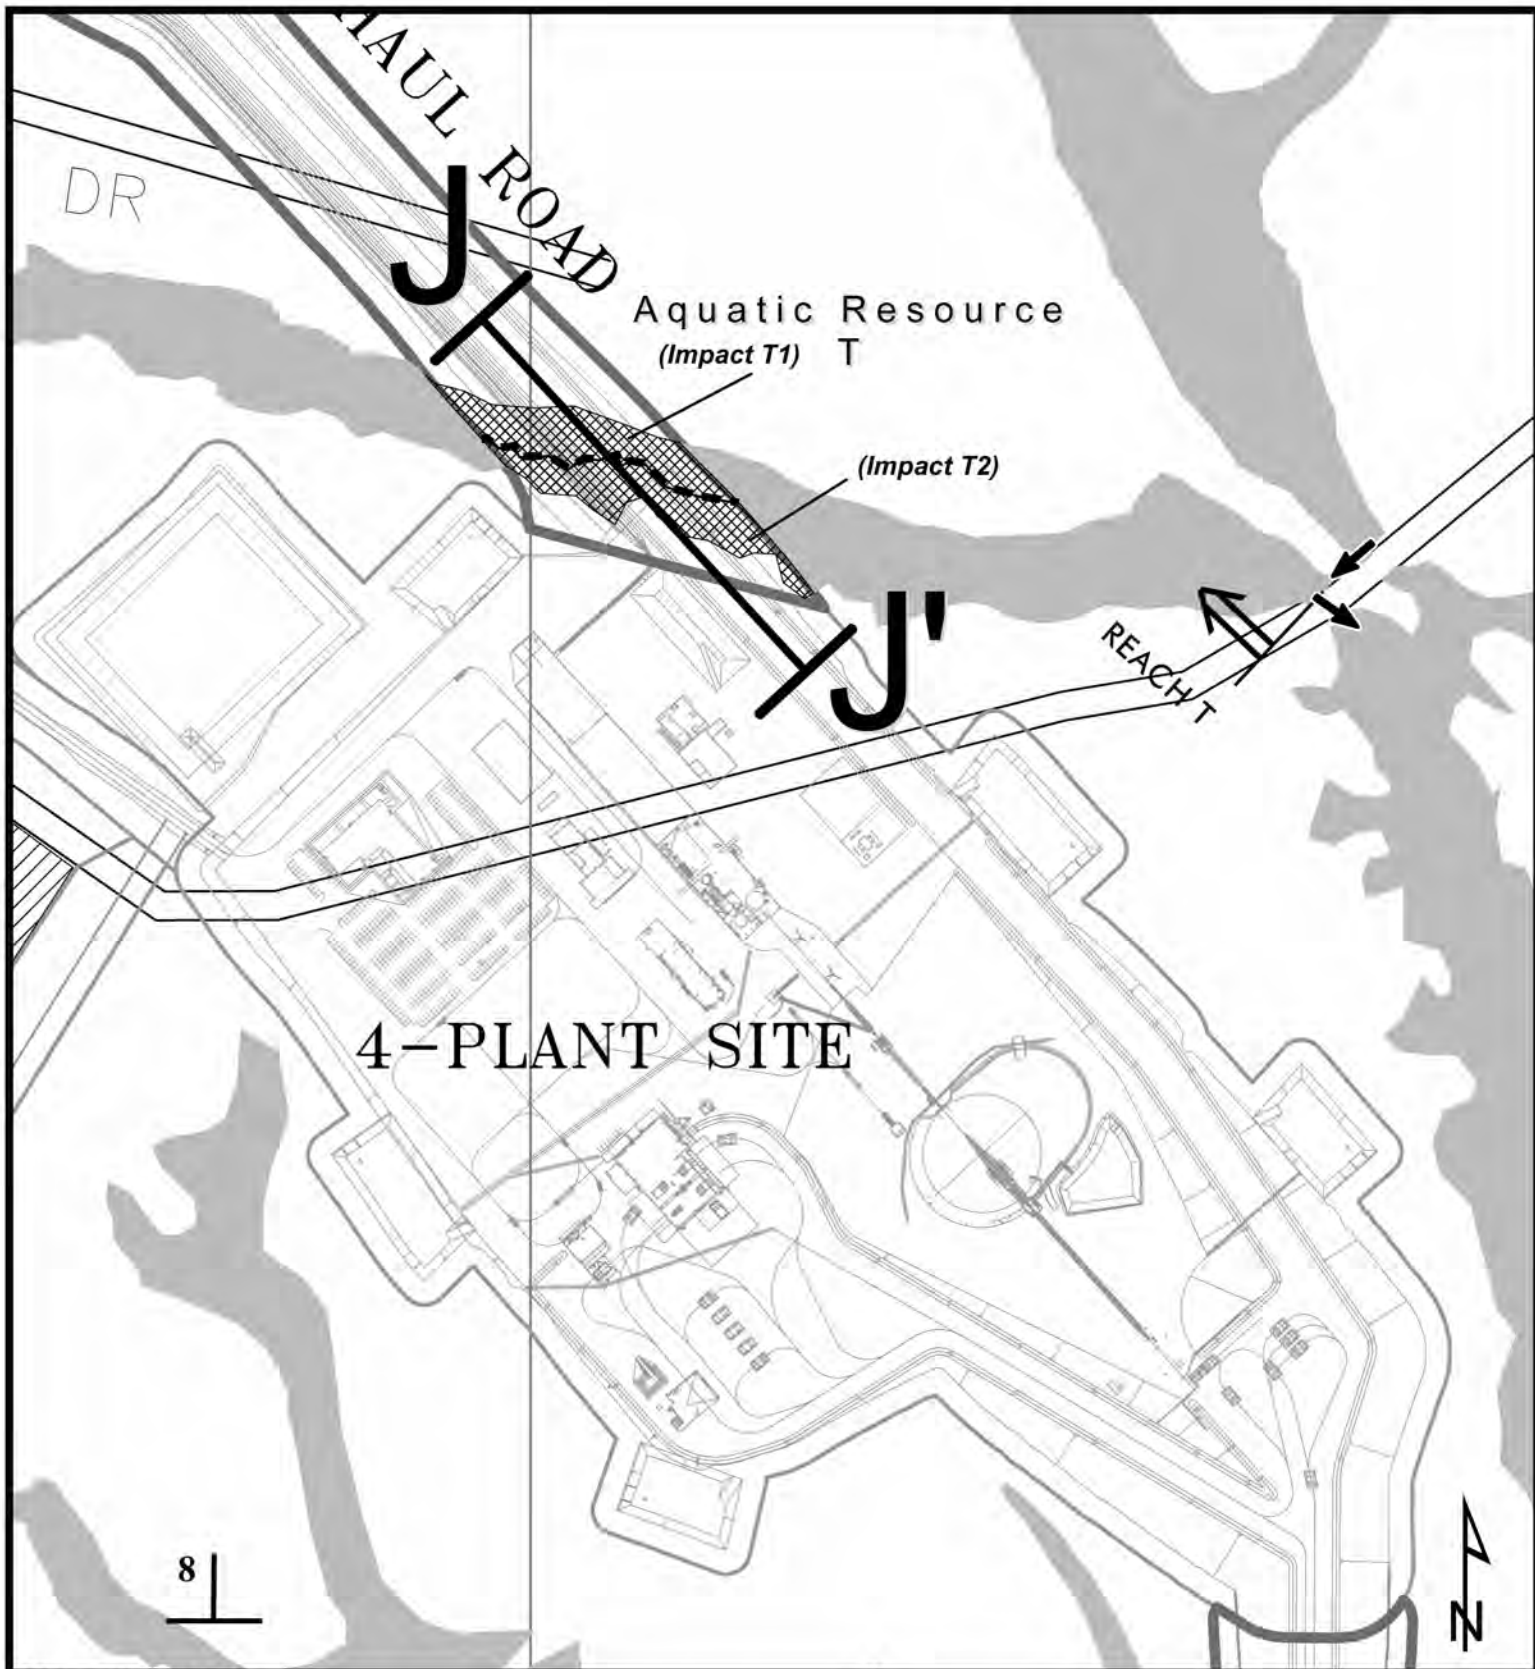 HAUL ROAD
DR
J
Aquatic Resource
(Impact T1) T
(Impact T2)
REACH T
J'
4-PLANT SITE
8
N